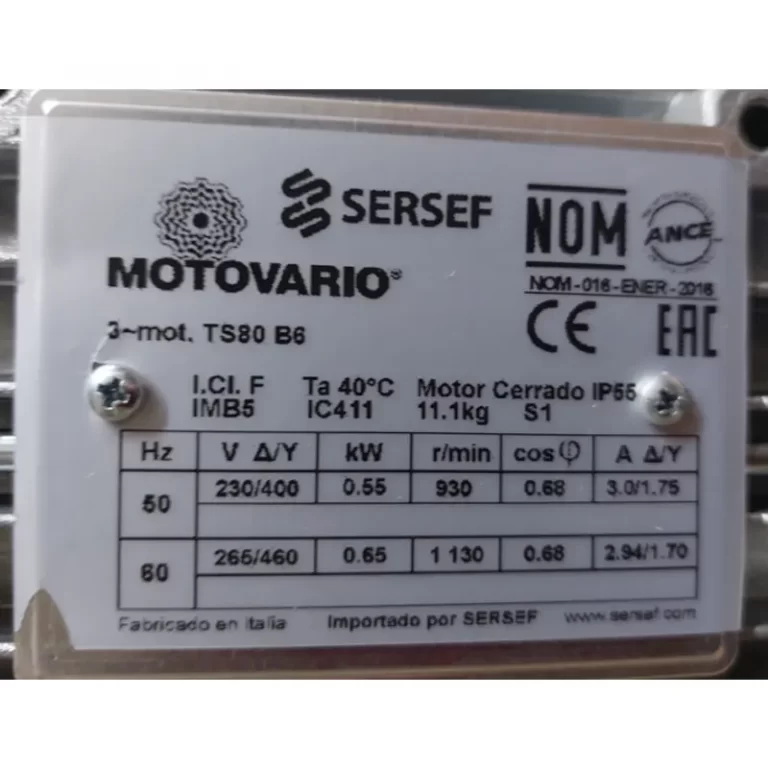 SERSEF
NOM
ANCE
MOTOVARIO®
NOM-016-ENER-2016
3~mot. TS80 B6
CE EAC
I.Cl. F Ta 40°C Motor Cerrado IP55
IMB5 IC411 11.1kg S1
Hz V Δ/Y kW r/min cosφ A Δ/Y
50 230/400 0.55 930 0.68 3.0/1.75
60 265/460 0.65 1 130 0.68 2.94/1.70
Fabricado en Italia Importado por SERSEF www.sersef.com